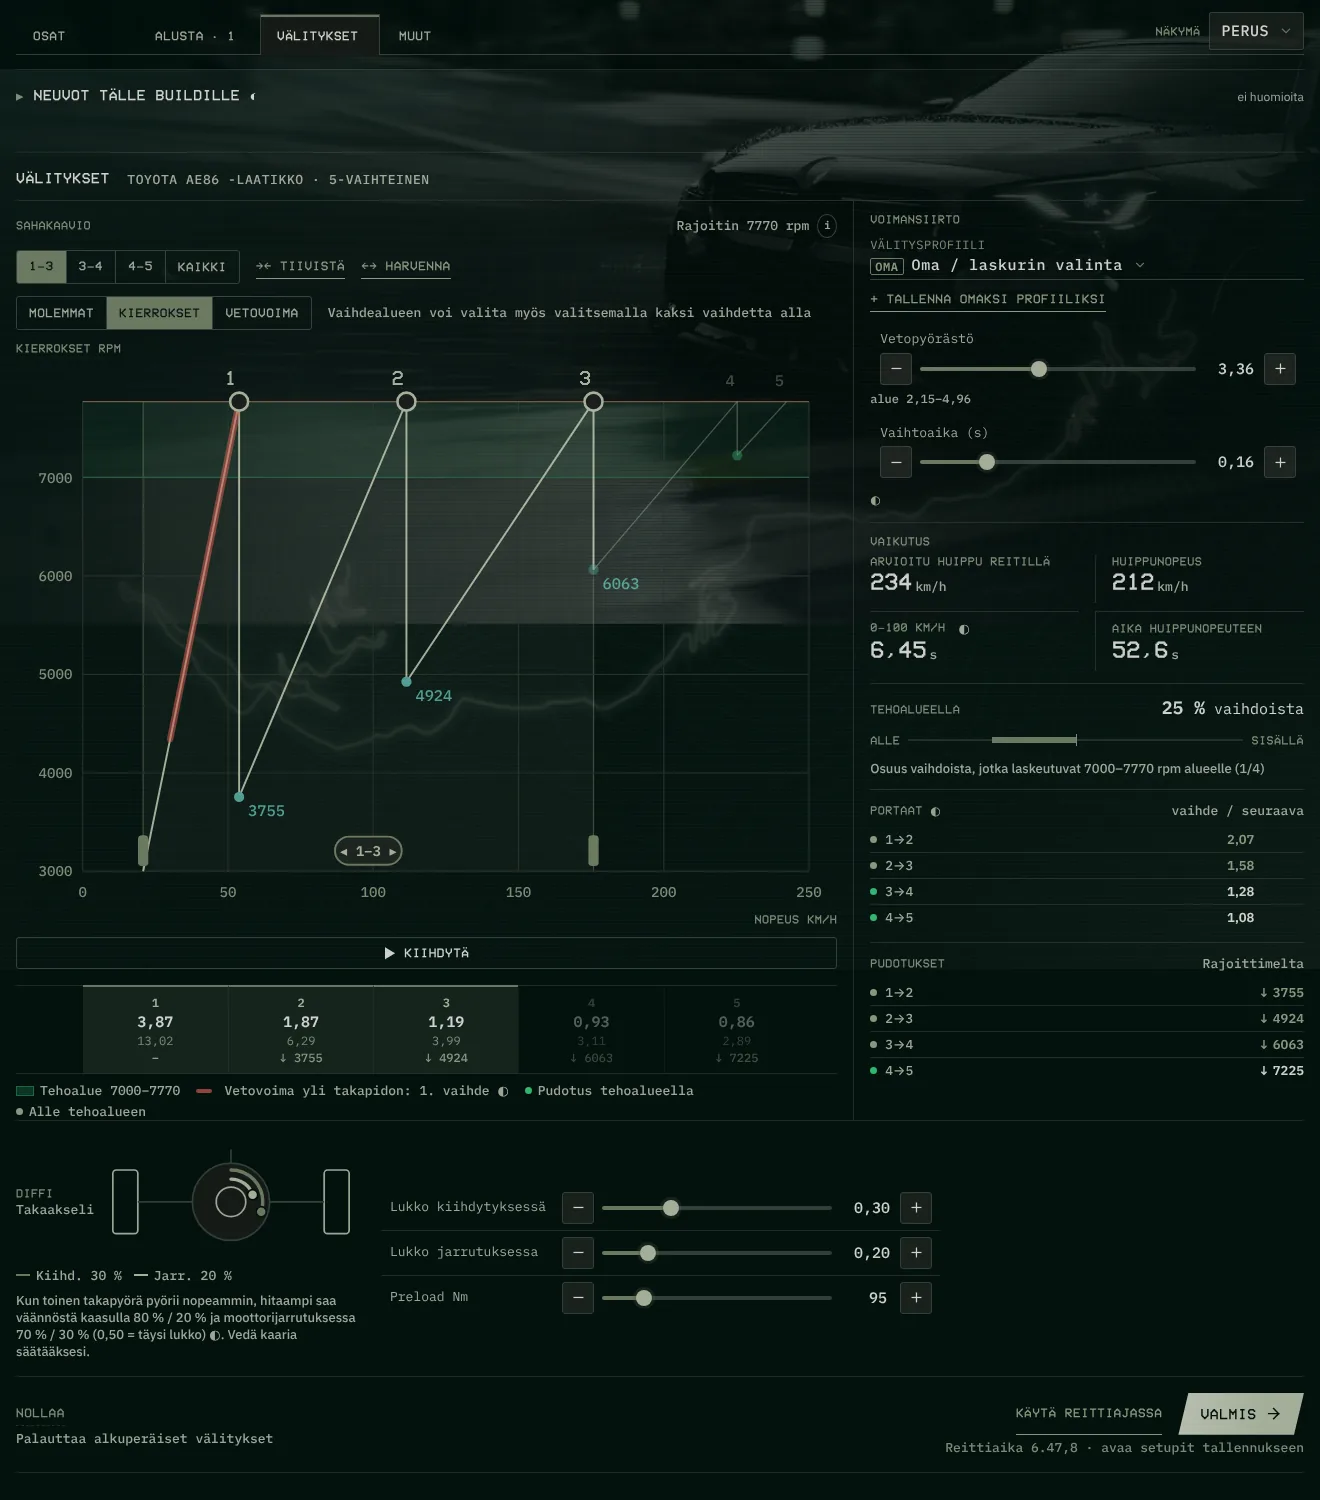 OSAT
ALUSTA · 1
VÄLITYKSET
MUUT
NÄKYMÄ
PERUS
NEUVOT TÄLLE BUILDILLE
ei huomioita
VÄLITYKSET
TOYOTA AE86 -LAATIKKO · 5-VAIHTEINEN
SAHAKAAVIO
Rajoitin 7770 rpm
i
1–3
3–4
4–5
KAIKKI
→← TIIVISTÄ
←→ HARVENNA
MOLEMMAT
KIERROKSET
VETOVOIMA
Vaihdealueen voi valita myös valitsemalla kaksi vaihdetta alla
KIERROKSET RPM
1
2
3
4
5
7000
6000
5000
4000
3000
6063
4924
3755
◂ 1–3 ▸
0
50
100
150
200
250
NOPEUS KM/H
▶ KIIHDYTÄ
1
2
3
4
5
3,87
1,87
1,19
0,93
0,86
13,02
6,29
3,99
3,11
2,89
–
↓ 3755
↓ 4924
↓ 6063
↓ 7225
Tehoalue 7000–7770
Vetovoima yli takapidon: 1. vaihde
Pudotus tehoalueella
Alle tehoalueen
VOIMANSIIRTO
VÄLITYSPROFIILI
OMA
Oma / laskurin valinta
+ TALLENNA OMAKSI PROFIILIKSI
Vetopyörästö
−
3,36
+
alue 2,15–4,96
Vaihtoaika (s)
−
0,16
+
VAIKUTUS
ARVIOITU HUIPPU REITILLÄ
234 km/h
HUIPPUNOPEUS
212 km/h
0–100 KM/H
6,45 s
AIKA HUIPPUNOPEUTEEN
52,6 s
TEHOALUEELLA
25 % vaihdoista
ALLE
SISÄLLÄ
Osuus vaihdoista, jotka laskeutuvat 7000–7770 rpm alueelle (1/4)
PORTAAT
vaihde / seuraava
1→2
2,07
2→3
1,58
3→4
1,28
4→5
1,08
PUDOTUKSET
Rajoittimelta
1→2
↓ 3755
2→3
↓ 4924
3→4
↓ 6063
4→5
↓ 7225
DIFFI
Takaakseli
Kiihd. 30 %
Jarr. 20 %
Kun toinen takapyörä pyörii nopeammin, hitaampi saa
väännöstä kaasulla 80 % / 20 % ja moottorijarrutuksessa
70 % / 30 % (0,50 = täysi lukko) . Vedä kaaria
säätääksesi.
Lukko kiihdytyksessä
−
0,30
+
Lukko jarrutuksessa
−
0,20
+
Preload Nm
−
95
+
NOLLAA
Palauttaa alkuperäiset välitykset
KÄYTÄ REITTIAJASSA
VALMIS →
Reittiaika 6.47,8 · avaa setupit tallennukseen